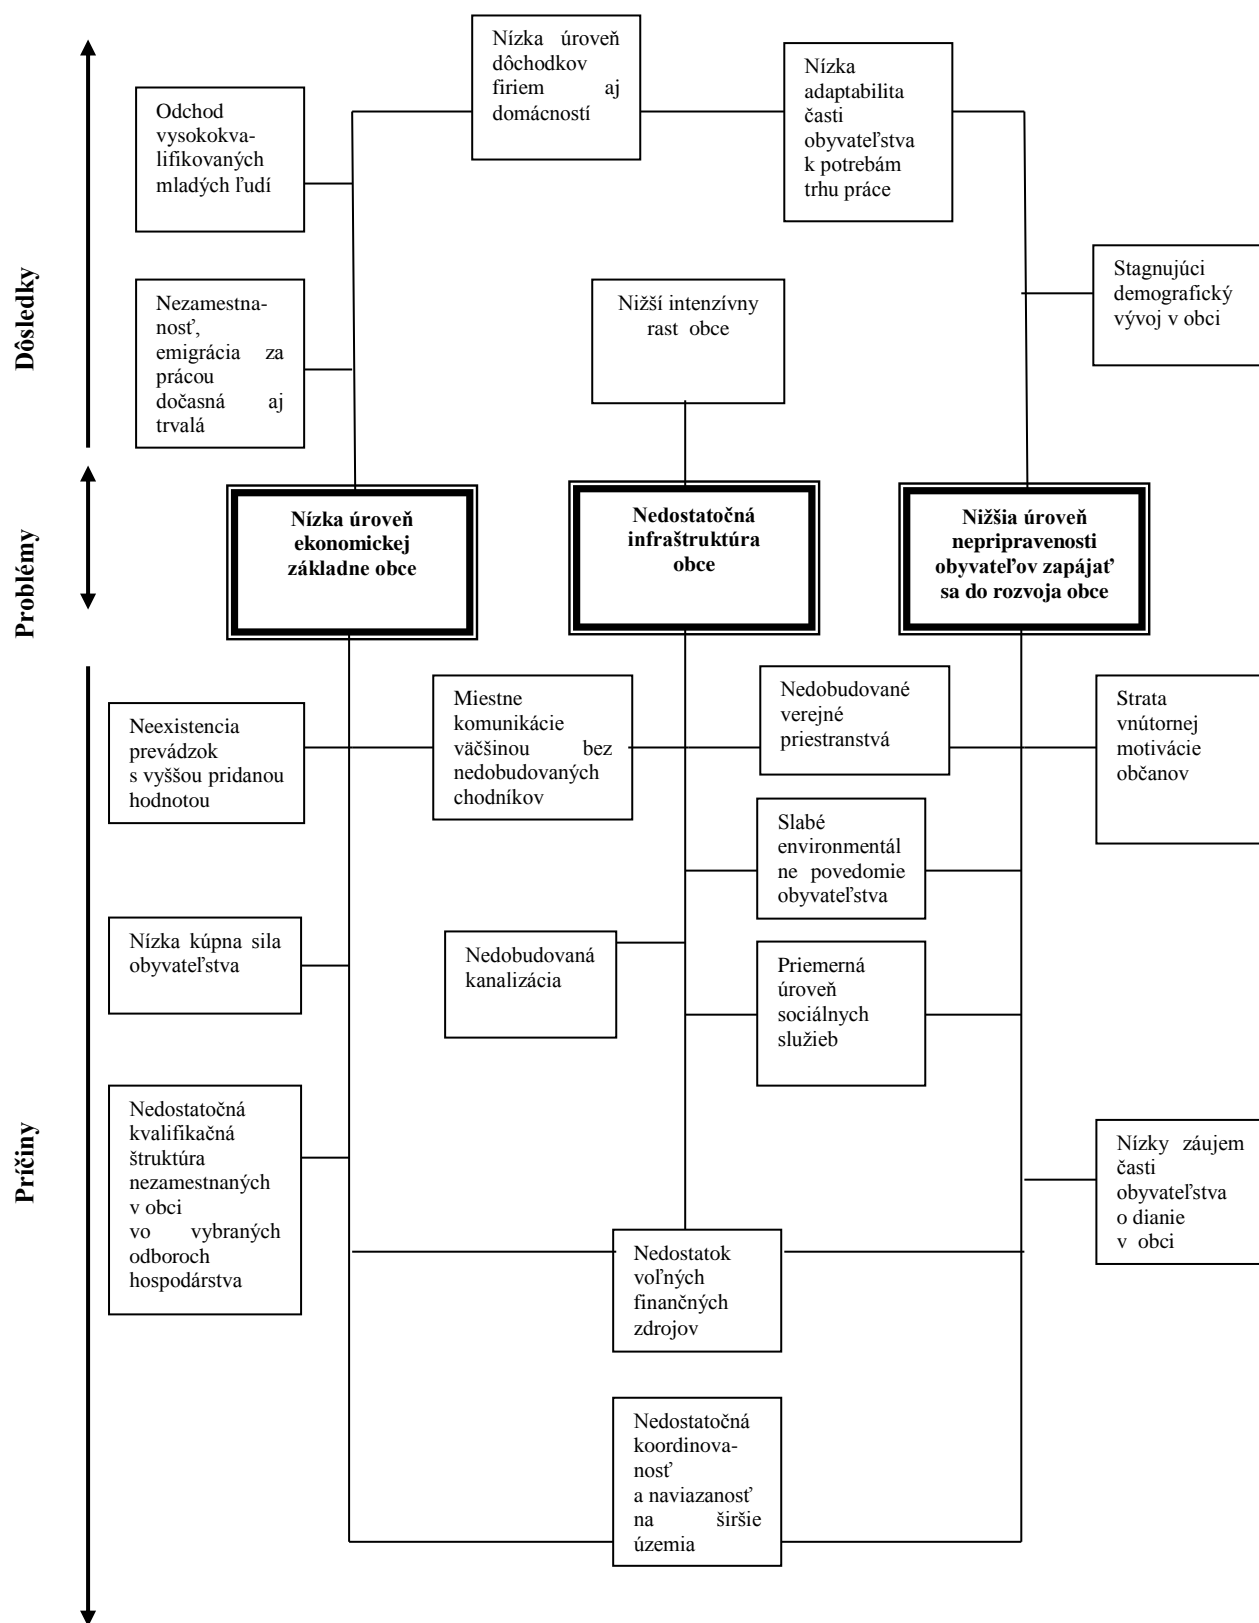 Dôsledky
Nízka úroveň
dôchodkov
firiem aj
domácností
Nízka
adaptabilita
časti
obyvateľstva
k potrebám
trhu práce
Odchod
vysokokva-
lifikovaných
mladých ľudí
Stagnujúci
demografický
vývoj v obci
Nezamestna-
nosť,
emigrácia za
prácou
dočasná aj
trvalá
Nižší intenzívny
rast obce
Problémy
Nízka úroveň
ekonomickej
základne obce
Nedostatočná
infraštruktúra
obce
Nižšia úroveň
nepripravenosti
obyvateľov zapájať
sa do rozvoja obce
Príčiny
Neexistencia
prevádzok
s vyššou pridanou
hodnotou
Miestne
komunikácie
väčšinou bez
nedobudovaných
chodníkov
Nedobudované
verejné
priestranstvá
Strata
vnútornej
motivácie
občanov
Slabé
environmentál
ne povedomie
obyvateľstva
Nízka kúpna sila
obyvateľstva
Nedobudovaná
kanalizácia
Priemerná
úroveň
sociálnych
služieb
Nedostatočná
kvalifikačná
štruktúra
nezamestnaných
v obci
vo vybraných
odboroch
hospodárstva
Nízky záujem
časti
obyvateľstva
o dianie
v obci
Nedostatok
voľných
finančných
zdrojov
Nedostatočná
koordinova-
nosť
a naviazanosť
na širšie
územia